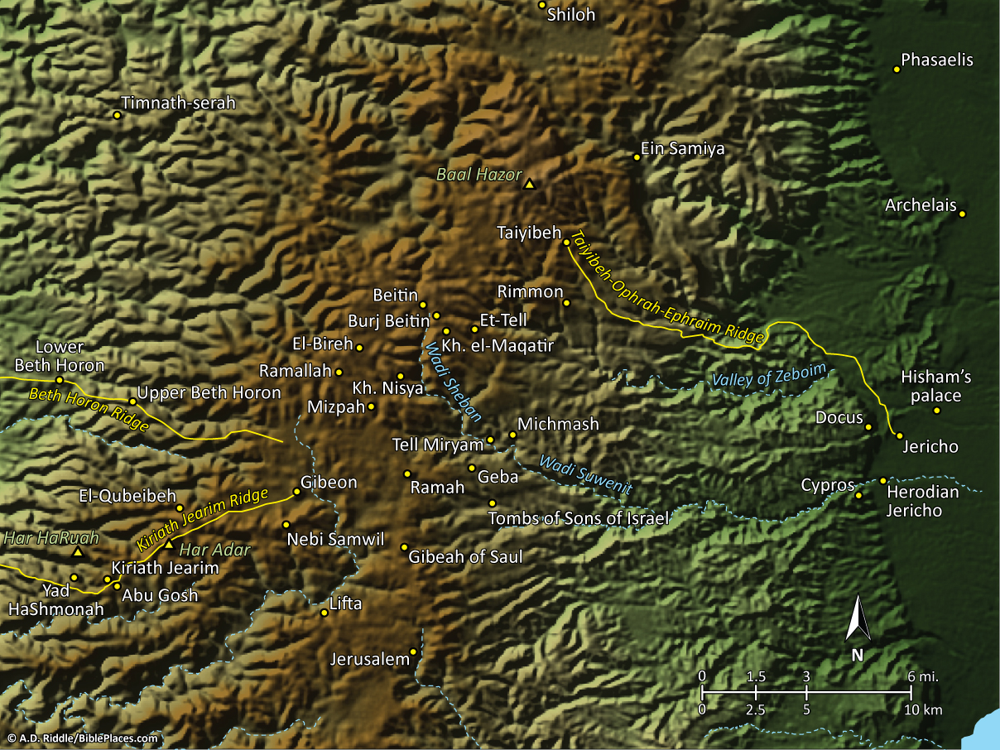 Shiloh
Phasaelis
Timnath-serah
Ein Samiya
Baal Hazor
Archelais
Taiyibeh
Taiyibeh-Ophrah-Ephraim Ridge
Beitin
Rimmon
Burj Beitin
Et-Tell
Kh. el-Maqatir
El-Bireh
Lower
Beth Horon
Ramallah
Kh. Nisya
Wadi Sheban
Valley of Zeboim
Hisham's
palace
Upper Beth Horon
Beth Horon Ridge
Mizpah
Michmash
Docus
Tell Miryam
Jericho
Wadi Suwenit
Geba
Gibeon
Ramah
Cypros
Herodian
Jericho
El-Qubeibeh
Kiriath Jearim Ridge
Tombs of Sons of Israel
Har HaRuah
Nebi Samwil
Har Adar
Gibeah of Saul
Kiriath Jearim
Yad
HaShmonah
Abu Gosh
Lifta
Jerusalem
N
0 1.5 3 6 mi.
0 2.5 5 10 km
© A.D. Riddle/BiblePlaces.com